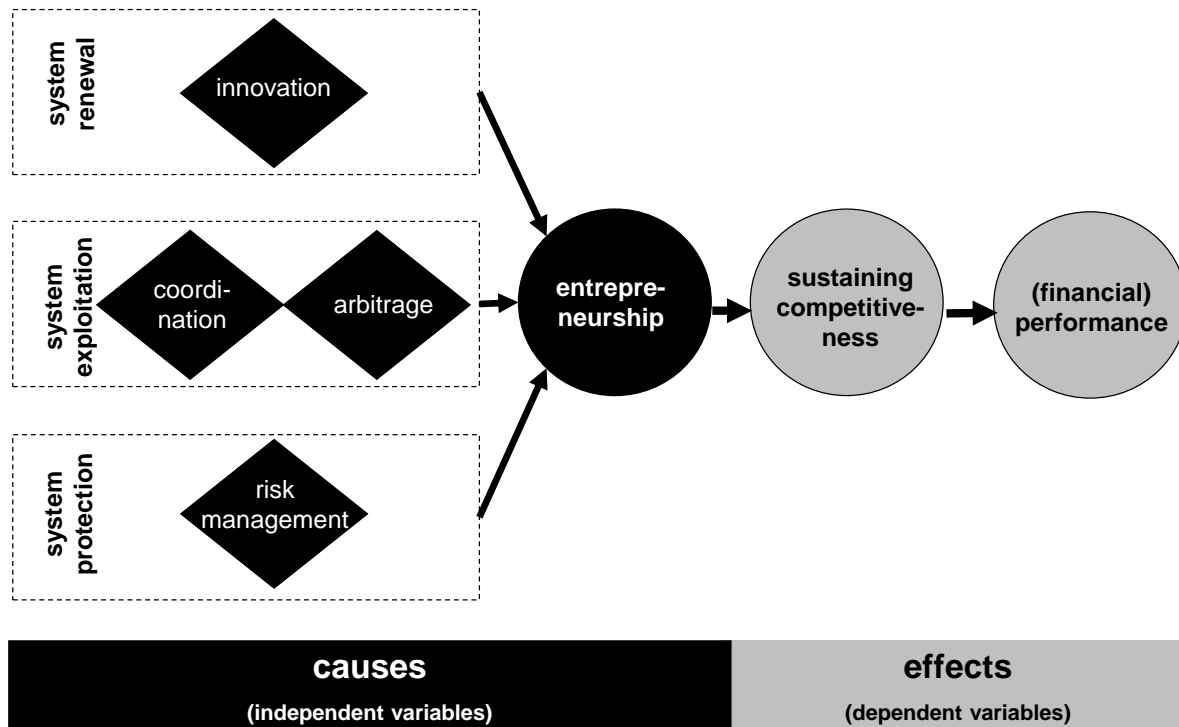 system
renewal
innovation
system
exploitation
coordi-
nation
arbitrage
system
protection
risk
management
entrepre-
neurship
sustaining
competitive-
ness
(financial)
performance
causes
(independent variables)
effects
(dependent variables)